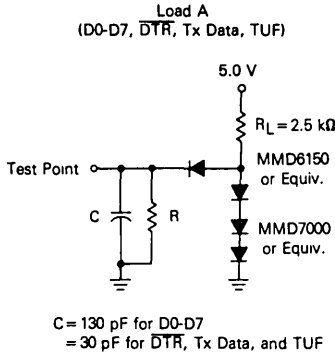 Load A
(D0-D7, DTR, Tx Data, TUF)
5.0 V
RL = 2.5 kΩ
Test Point
MMD6150
or Equiv.
C
R
MMD7000
or Equiv.
C = 130 pF for D0-D7
= 30 pF for DTR, Tx Data, and TUF